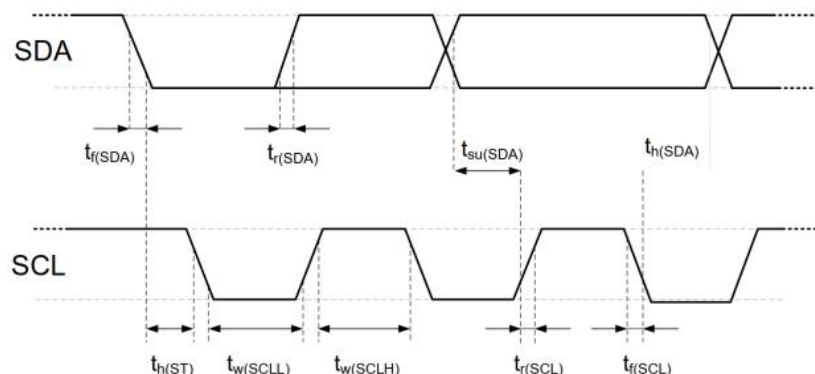 SDA
t_f(SDA) t_r(SDA) t_su(SDA) t_h(SDA)
SCL
t_h(ST) t_w(SCLL) t_w(SCLH) t_r(SCL) t_f(SCL)